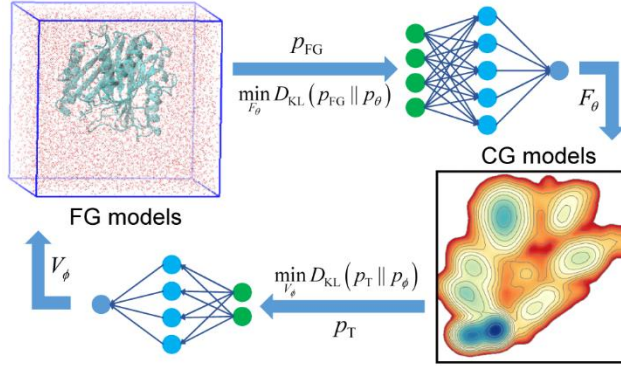 p_FG
min_{F_θ} D_KL (p_FG || p_θ)
F_θ
CG models
FG models
V_ϕ
min_{V_ϕ} D_KL (p_T || p_ϕ)
p_T